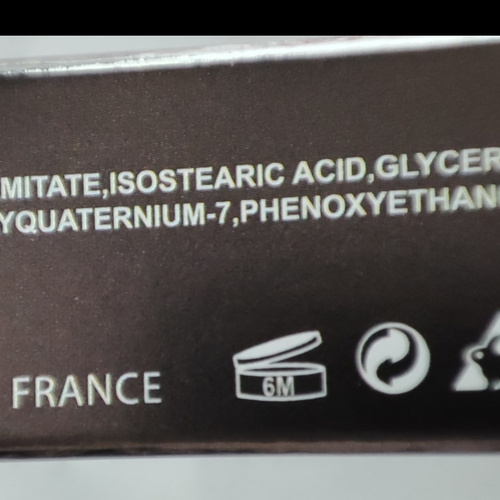 MITATE,ISOSTEARIC ACID,GLYCER
YQUATERNIUM-7,PHENOXYETHAN
FRANCE
6M